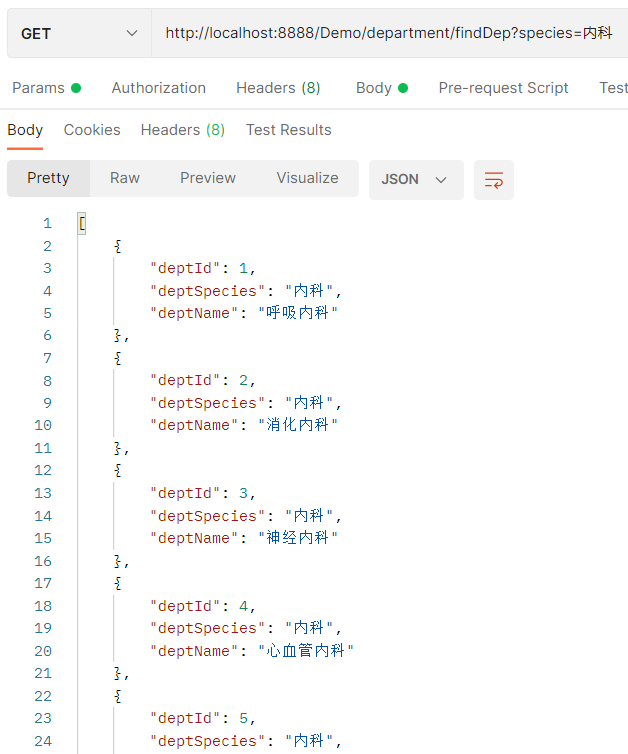 GET http://localhost:8888/Demo/department/findDep?species=内科
Params Authorization Headers (8) Body Pre-request Script Test
Body Cookies Headers (8) Test Results
Pretty Raw Preview Visualize JSON
1 [
2 {
3 "deptId": 1,
4 "deptSpecies": "内科",
5 "deptName": "呼吸内科"
6 },
7 {
8 "deptId": 2,
9 "deptSpecies": "内科",
10 "deptName": "消化内科"
11 },
12 {
13 "deptId": 3,
14 "deptSpecies": "内科",
15 "deptName": "神经内科"
16 },
17 {
18 "deptId": 4,
19 "deptSpecies": "内科",
20 "deptName": "心血管内科"
21 },
22 {
23 "deptId": 5,
24 "deptSpecies": "内科",